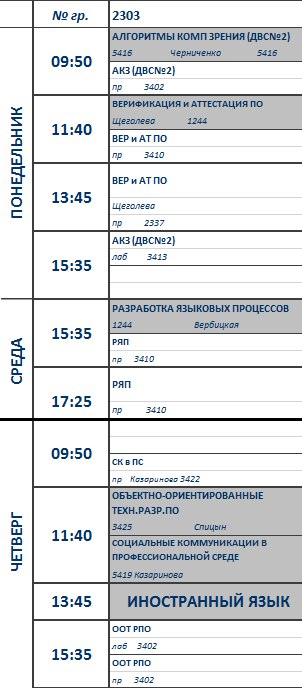 № гр. 2303
ПОНЕДЕЛЬНИК
09:50
АЛГОРИТМЫ КОМП ЗРЕНИЯ (ДВС№2)
5416 Черниченко 5416
АКЗ (ДВС№2)
пр 3402
11:40
ВЕРИФИКАЦИЯ и АТТЕСТАЦИЯ ПО
Щеголева 1244
ВЕР и АТ ПО
пр 3410
13:45
ВЕР и АТ ПО
Щеголева
пр 2337
15:35
АКЗ (ДВС№2)
лаб 3413
СРЕДА
15:35
РАЗРАБОТКА ЯЗЫКОВЫХ ПРОЦЕССОВ
1244 Вербицкая
РЯП
пр 3410
17:25
РЯП
пр 3410
ЧЕТВЕРГ
09:50
СК в ПС
пр Казаринова 3422
11:40
ОБЪЕКТНО-ОРИЕНТИРОВАННЫЕ
ТЕХН.РАЗР.ПО
3425 Спицын
СОЦИАЛЬНЫЕ КОММУНИКАЦИИ В
ПРОФЕССИОНАЛЬНОЙ СРЕДЕ
5419 Казаринова
13:45
ИНОСТРАННЫЙ ЯЗЫК
15:35
ООТ РПО
лаб 3402
ООТ РПО
пр 3402